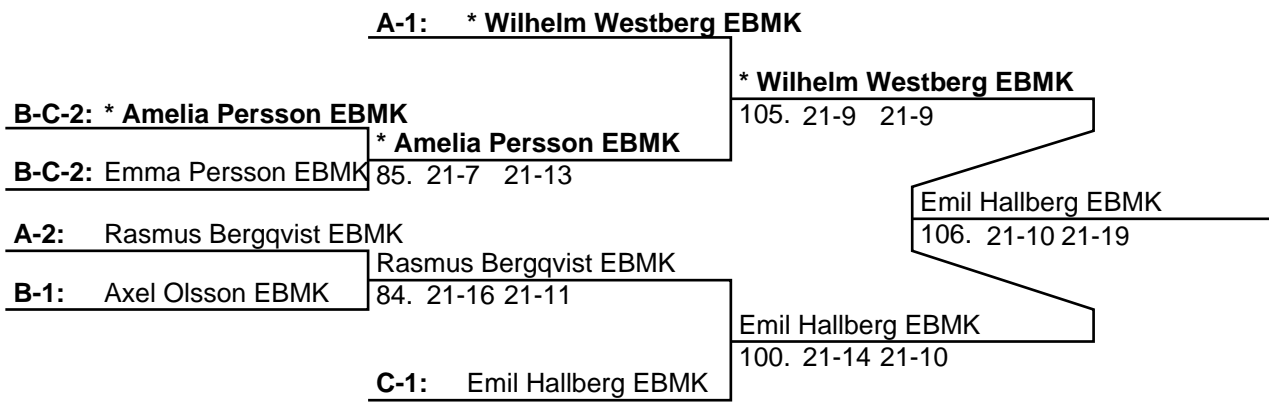 A-1: * Wilhelm Westberg EBMK
* Wilhelm Westberg EBMK
B-C-2: * Amelia Persson EBMK
105. 21-9 21-9
* Amelia Persson EBMK
B-C-2: Emma Persson EBMK
85. 21-7 21-13
Emil Hallberg EBMK
A-2: Rasmus Bergqvist EBMK
106. 21-10 21-19
Rasmus Bergqvist EBMK
B-1: Axel Olsson EBMK
84. 21-16 21-11
Emil Hallberg EBMK
100. 21-14 21-10
C-1: Emil Hallberg EBMK